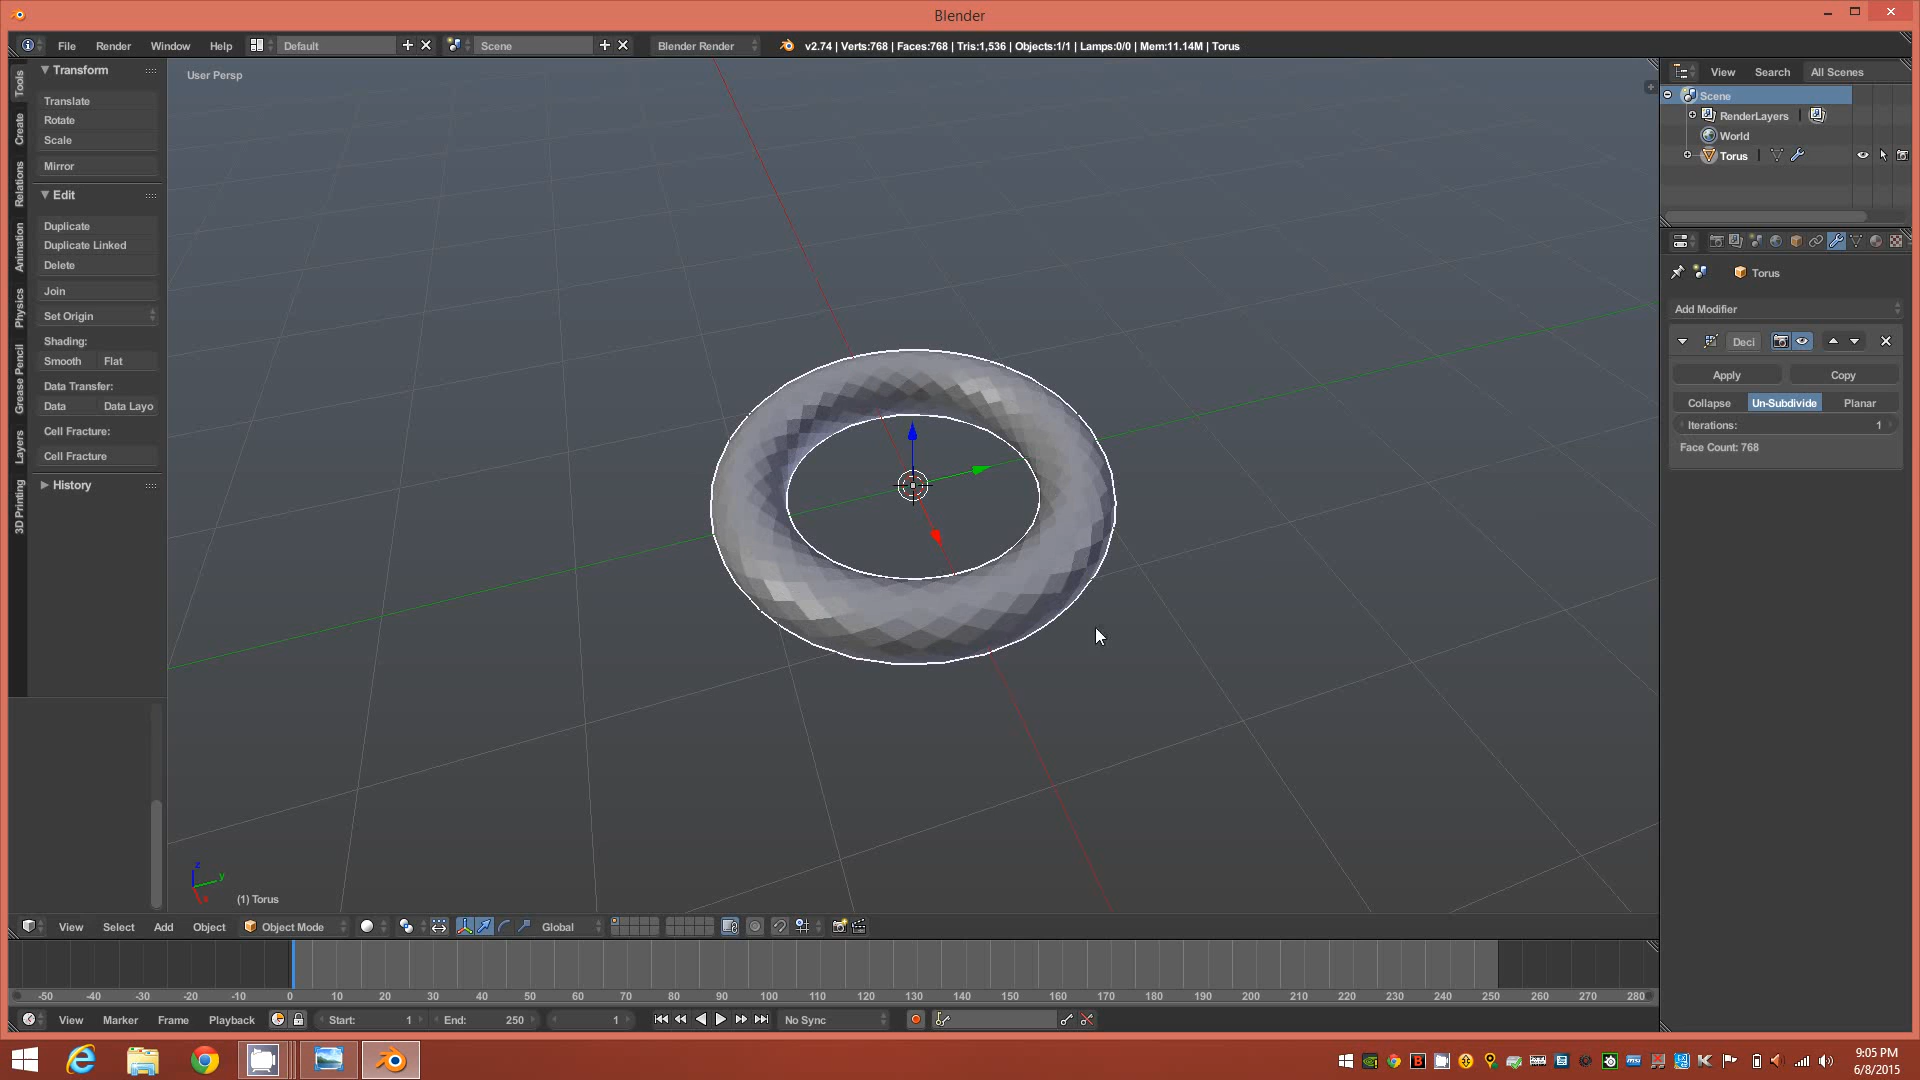 Blender
File Render Window Help Default Scene Blender Render v2.74 | Verts:768 | Faces:768 | Tris:1,536 | Objects:1/1 | Lamps:0/0 | Mem:11.14M | Torus
Tools
Create
Relations
Animation
Physics
Grease Pencil
Layers
3D Printing
Transform
Translate
Rotate
Scale
Mirror
Edit
Duplicate
Duplicate Linked
Delete
Join
Set Origin
Shading:
Smooth Flat
Data Transfer:
Data Data Layo
Cell Fracture:
Cell Fracture
History
User Persp
z
y
(1) Torus
View Search All Scenes
Scene
RenderLayers
World
Torus
Torus
Add Modifier
Deci
Apply Copy
Collapse Un-Subdivide Planar
Iterations: 1
Face Count: 768
View Select Add Object Object Mode Global
-50 -40 -30 -20 -10 0 10 20 30 40 50 60 70 80 90 100 110 120 130 140 150 160 170 180 190 200 210 220 230 240 250 260 270 280
View Marker Frame Playback Start: 1 End: 250 1 No Sync
9:05 PM
6/8/2015